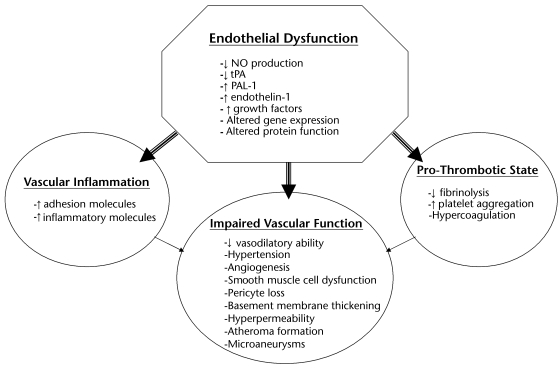 Endothelial Dysfunction
-↓ NO production
-↓ tPA
-↑ PAL-1
-↑ endothelin-1
- ↑ growth factors
- Altered gene expression
- Altered protein function
Vascular Inflammation
-↑ adhesion molecules
-↑ inflammatory molecules
Pro-Thrombotic State
-↓ fibrinolysis
-↑ platelet aggregation
-Hypercoagulation
Impaired Vascular Function
-↓ vasodilatory ability
-Hypertension
-Angiogenesis
-Smooth muscle cell dysfunction
-Pericyte loss
-Basement membrane thickening
-Hyperpermeability
-Atheroma formation
-Microaneurysms